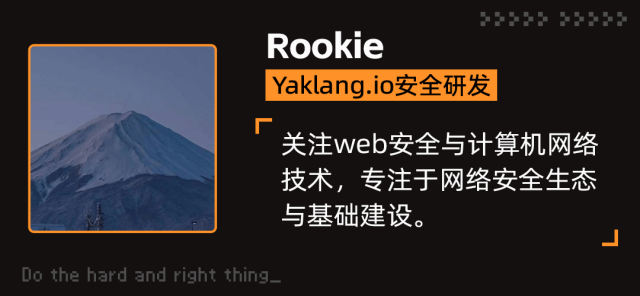 Rookie
Yaklang.io安全研发
关注web安全与计算机网络
技术，专注于网络安全生态
与基础建设。
Do the hard and right thing_